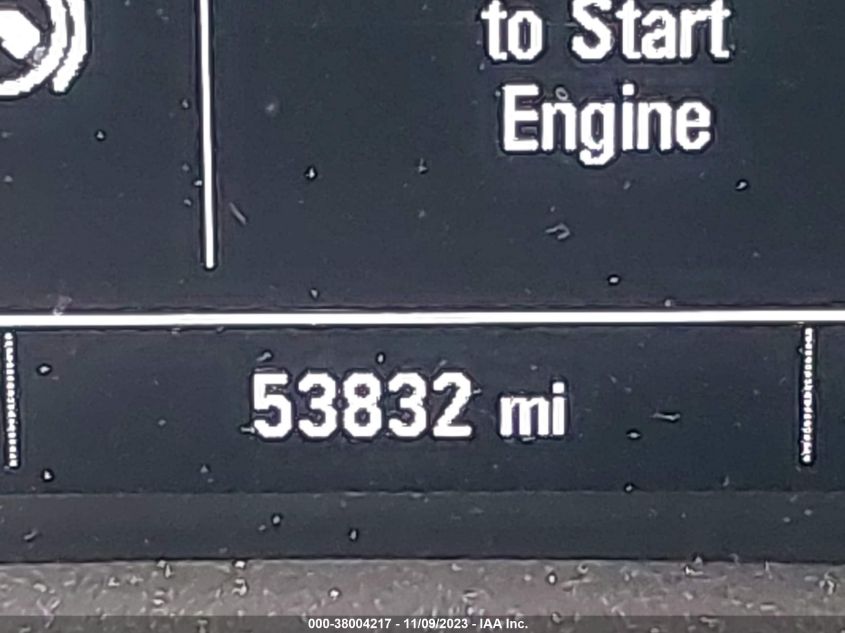 to Start
Engine
53832 mi
000-38004217 - 11/09/2023 - IAA Inc.